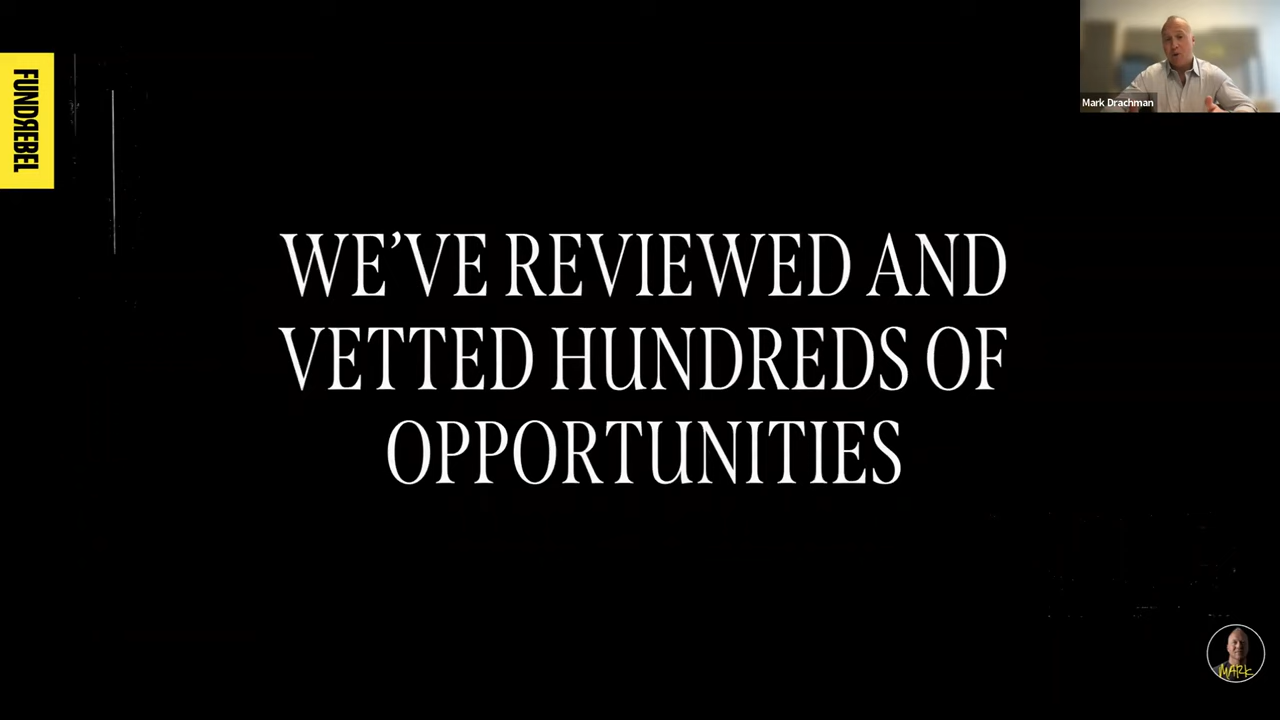 FUNDREBEL
Mark Drachman
WE’VE REVIEWED AND
VETTED HUNDREDS OF
OPPORTUNITIES
MARK